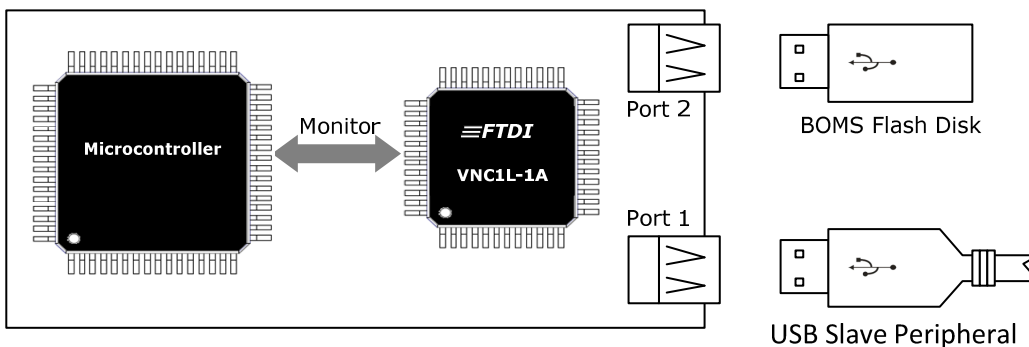 Microcontroller
Monitor
FTDI
VNC1L-1A
Port 2
BOMS Flash Disk
Port 1
USB Slave Peripheral